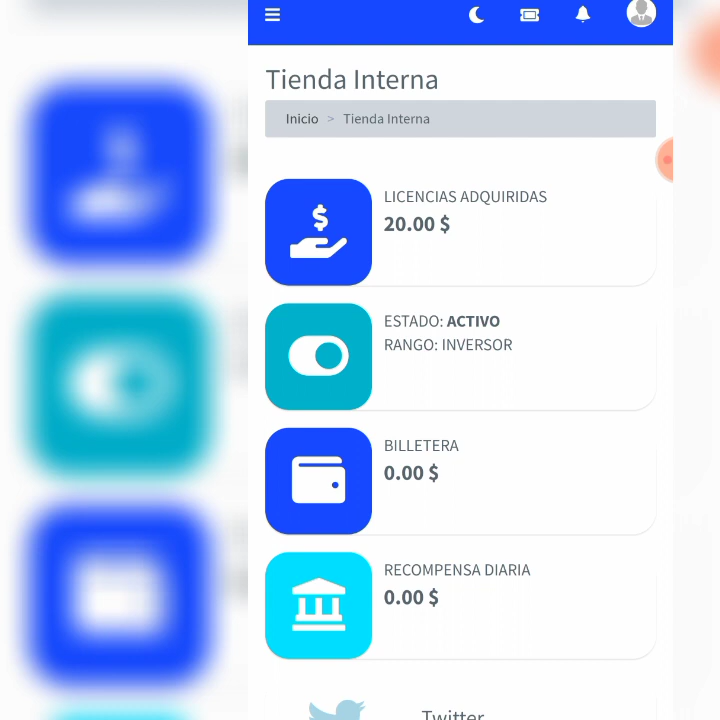 Tienda Interna
Inicio > Tienda Interna
LICENCIAS ADQUIRIDAS
20.00 $
ESTADO: ACTIVO
RANGO: INVERSOR
BILLETERA
0.00 $
RECOMPENSA DIARIA
0.00 $
Twitter